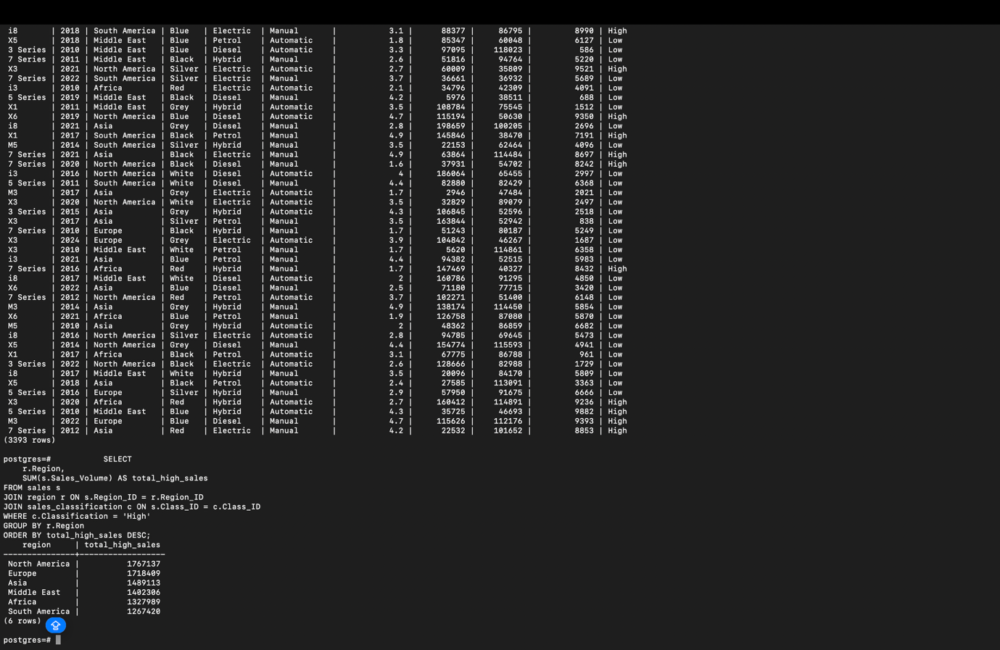 i8         | 2018 | South America | Blue   | Electric  | Manual       |           3.1 |      88377 |     86795 |         8990 | High
X5         | 2018 | Middle East   | Blue   | Petrol    | Automatic    |           1.8 |      85347 |     60048 |         6127 | Low
3 Series | 2010 | Middle East   | Blue   | Diesel    | Automatic    |           3.3 |      97095 |    118023 |          586 | Low
7 Series | 2011 | Middle East   | Black  | Hybrid    | Manual       |           2.6 |      51816 |     94764 |         5220 | Low
X3         | 2021 | North America | Silver | Electric  | Automatic    |           2.7 |      60009 |     35809 |         9521 | High
7 Series | 2022 | South America | Silver | Electric  | Manual       |           3.7 |      36661 |     36932 |         5689 | Low
i3         | 2010 | Africa        | Red    | Electric  | Automatic    |           2.1 |      34796 |     42309 |         4091 | Low
5 Series | 2019 | Middle East   | Black  | Diesel    | Manual       |           4.2 |       5976 |     38511 |          688 | Low
X1         | 2011 | Middle East   | Grey   | Hybrid    | Automatic    |           3.5 |     108784 |     75545 |         1512 | Low
X6         | 2019 | North America | Blue   | Diesel    | Automatic    |           4.7 |     115194 |     50630 |         9350 | High
i8         | 2021 | Asia          | Grey   | Diesel    | Manual       |           2.8 |     198659 |    100205 |         2696 | Low
X1         | 2017 | South America | Black  | Petrol    | Manual       |           4.9 |     145846 |     38470 |         7191 | High
M5         | 2014 | South America | Silver | Hybrid    | Manual       |           3.5 |      22153 |     62464 |         4096 | Low
7 Series | 2021 | Asia          | Black  | Electric  | Manual       |           4.9 |      63864 |    114484 |         8697 | High
7 Series | 2020 | North America | Black  | Diesel    | Manual       |           1.6 |      37931 |     54702 |         8242 | High
i3         | 2016 | North America | White  | Diesel    | Automatic    |             4 |     186064 |     65455 |         2997 | Low
5 Series | 2011 | South America | White  | Diesel    | Manual       |           4.4 |      82880 |     82429 |         6368 | Low
M3         | 2017 | Asia          | Grey   | Electric  | Automatic    |           1.7 |       2946 |     47484 |         2021 | Low
X3         | 2020 | North America | White  | Electric  | Automatic    |           3.5 |      32829 |     89079 |         2497 | Low
3 Series | 2015 | Asia          | Grey   | Hybrid    | Automatic    |           4.3 |     106845 |     52596 |         2518 | Low
X3         | 2017 | Asia          | Silver | Petrol    | Manual       |           3.5 |     163844 |     52942 |          838 | Low
7 Series | 2010 | Europe        | Black  | Hybrid    | Manual       |           1.7 |      51243 |     80187 |         5249 | Low
X3         | 2024 | Europe        | Grey   | Electric  | Automatic    |           3.9 |     104842 |     46267 |         1687 | Low
X3         | 2010 | Middle East   | White  | Petrol    | Manual       |           1.7 |       5620 |    114861 |         6358 | Low
i3         | 2021 | Asia          | Blue   | Petrol    | Manual       |           4.4 |      94382 |     52515 |         5983 | Low
7 Series | 2016 | Africa        | Red    | Hybrid    | Manual       |           1.7 |     147469 |     40327 |         8432 | High
i8         | 2017 | Middle East   | White  | Diesel    | Automatic    |             2 |     160786 |     91295 |         4850 | Low
X6         | 2022 | Asia          | Blue   | Diesel    | Manual       |           2.5 |      71180 |     77715 |         3420 | Low
7 Series | 2012 | North America | Red    | Petrol    | Automatic    |           3.7 |     102271 |     51400 |         6148 | Low
M3         | 2014 | Asia          | Grey   | Hybrid    | Manual       |           4.9 |     138174 |    114450 |         5854 | Low
X6         | 2021 | Africa        | Blue   | Petrol    | Manual       |           1.9 |     126758 |     87080 |         5870 | Low
M5         | 2010 | Asia          | Grey   | Hybrid    | Automatic    |             2 |      48362 |     86859 |         6682 | Low
i8         | 2016 | North America | Silver | Electric  | Automatic    |           2.8 |      94785 |     69645 |         5473 | Low
X5         | 2014 | North America | Grey   | Diesel    | Manual       |           4.4 |     154774 |    115593 |         4941 | Low
X1         | 2017 | Africa        | Black  | Petrol    | Automatic    |           3.1 |      67775 |     86788 |          961 | Low
3 Series | 2022 | North America | Black  | Electric  | Automatic    |           2.6 |     128666 |     82988 |         1729 | Low
i8         | 2017 | Middle East   | White  | Hybrid    | Manual       |           3.5 |      20096 |     84170 |         5809 | Low
X5         | 2018 | Asia          | Black  | Petrol    | Automatic    |           2.4 |      27585 |    113091 |         3363 | Low
5 Series | 2016 | Europe        | Silver | Hybrid    | Manual       |           2.9 |      57950 |     91675 |         6666 | Low
X3         | 2020 | Africa        | Red    | Hybrid    | Automatic    |           2.7 |     160412 |    114891 |         9236 | High
5 Series | 2010 | Middle East   | Blue   | Hybrid    | Automatic    |           4.3 |      35725 |     46693 |         9882 | High
M3         | 2022 | Europe        | Blue   | Diesel    | Manual       |           4.7 |     115626 |    112176 |         9393 | High
7 Series | 2012 | Asia          | Red    | Electric  | Manual       |           4.2 |      22532 |    101652 |         8853 | High
(3393 rows)
postgres=#           SELECT
    r.Region,
    SUM(s.Sales_Volume) AS total_high_sales
FROM sales s
JOIN region r ON s.Region_ID = r.Region_ID
JOIN sales_classification c ON s.Class_ID = c.Class_ID
WHERE c.Classification = 'High'
GROUP BY r.Region
ORDER BY total_high_sales DESC;
    region     | total_high_sales
---------------+------------------
 North America |          1767137
 Europe        |          1718409
 Asia          |          1489113
 Middle East   |          1402306
 Africa        |          1327989
 South America |          1267420
(6 rows)
postgres=#